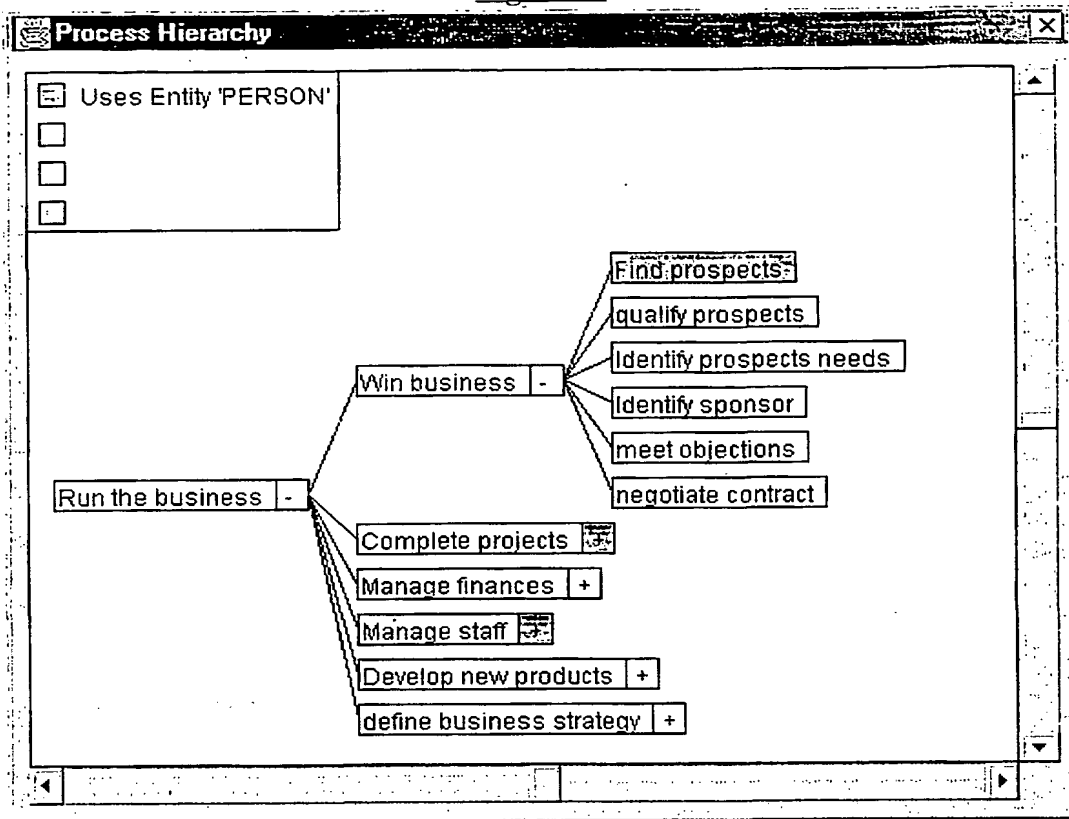 Process Hierarchy
Uses Entity 'PERSON'
Find prospects
qualify prospects
Identify prospects needs
Win business -
Identify sponsor
meet objections
negotiate contract
Run the business -
Complete projects +
Manage finances +
Manage staff +
Develop new products +
define business strategy +